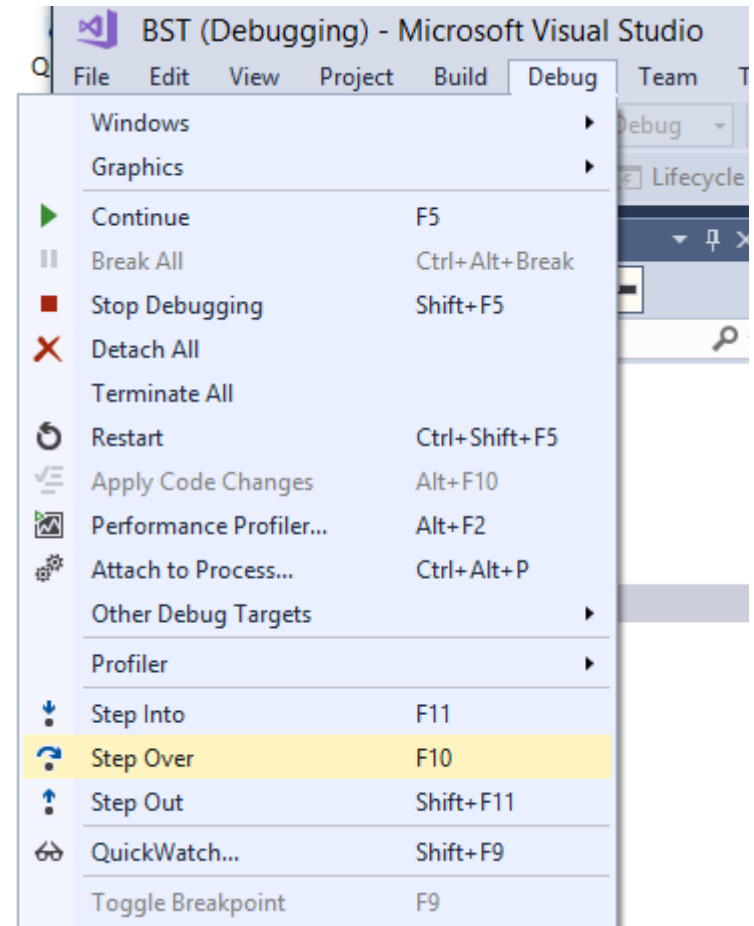 BST (Debugging) - Microsoft Visual Studio
Q
File Edit View Project Build Debug Team T
Windows
Debug
Graphics
Lifecycle
Continue F5
Break All Ctrl+Alt+Break
Stop Debugging Shift+F5
Detach All
Terminate All
Restart Ctrl+Shift+F5
Apply Code Changes Alt+F10
Performance Profiler... Alt+F2
Attach to Process... Ctrl+Alt+P
Other Debug Targets
Profiler
Step Into F11
Step Over F10
Step Out Shift+F11
QuickWatch... Shift+F9
Toggle Breakpoint F9